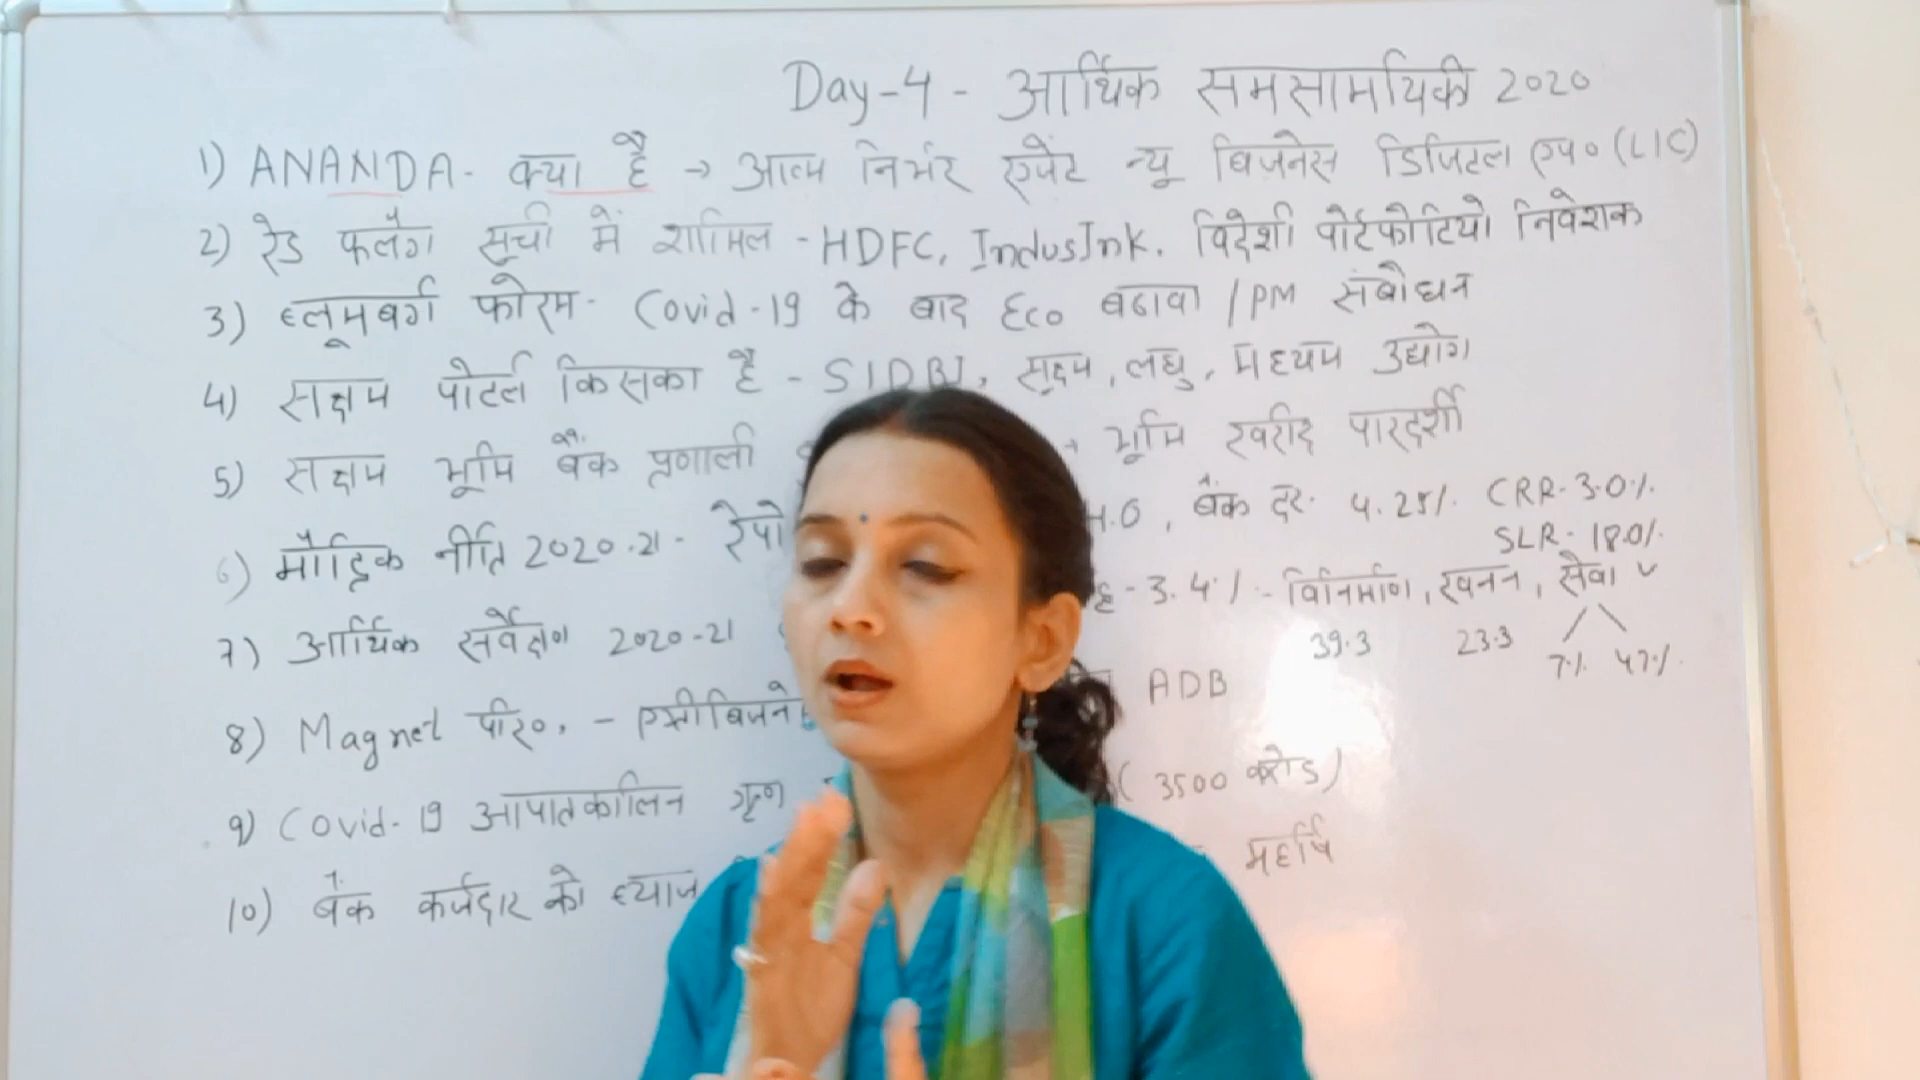 Day-4 - आर्थिक समसामयिकी 2020
1) ANANDA- क्या है → आत्म निर्भर एजेंट न्यू बिजनेस डिजिटल एप० (LIC)
2) रेड फ्लैग सूची में शामिल - HDFC, IndusInk. विदेशी पोर्टफोटियो निवेशक
3) ब्लूमबर्ग फोरम- Covid-19 के बाद Eco बढावा / PM संबोधन
4) सक्षम पोर्टल किसका है - SIDBI, सूक्ष्म, लघु, मध्यम उद्योग
5) सक्षम भूमि बैंक प्रणाली → भूमि खरीद पारदर्शी
6) मौद्रिक नीति 2020-21- रेपो 4.0, बैंक दर- 4.25%. CRR-3.0%.
SLR- 18.0%.
7) आर्थिक सर्वेक्षण 2020-21 - 3.4% - विनिर्माण, खनन, सेवा
39.3 23.3 7% 47%.
8) Magnet परि०. - ADB
9) Covid-19 आपातकालिन ऋण ( 3500 करोड)
10) बैंक कर्जदार को ब्याज महर्षि